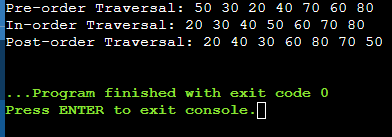 Pre-order Traversal: 50 30 20 40 70 60 80
In-order Traversal: 20 30 40 50 60 70 80
Post-order Traversal: 20 40 30 60 80 70 50
...Program finished with exit code 0
Press ENTER to exit console.